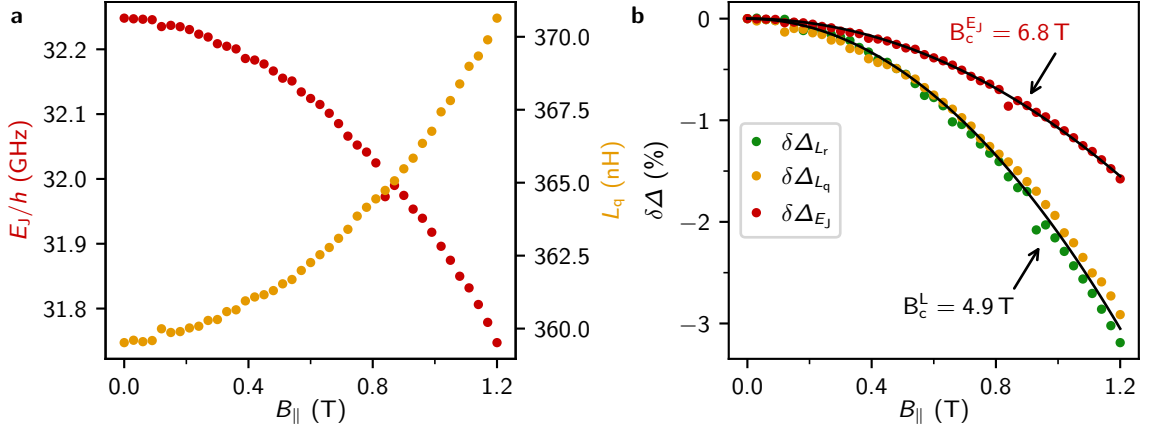 a
E_J/h (GHz)
32.2
32.1
32.0
31.9
31.8
0.0 0.4 0.8 1.2
B_∥ (T)
370.0
367.5
365.0
362.5
360.0
L_q (nH)
b
δΔ (%)
0
−1
−2
−3
0.0 0.4 0.8 1.2
B_∥ (T)
B_c^{E_J} = 6.8 T
δΔ_{L_r}
δΔ_{L_q}
δΔ_{E_J}
B_c^L = 4.9 T